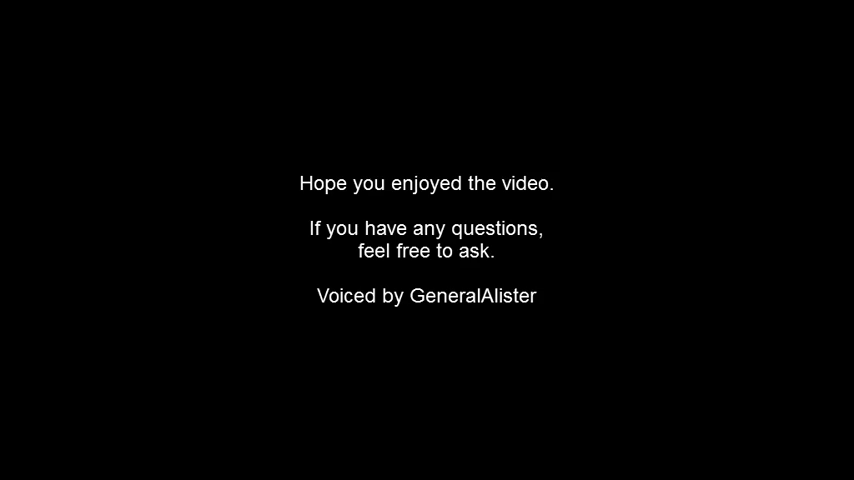 Hope you enjoyed the video.
If you have any questions,
feel free to ask.
Voiced by GeneralAlister